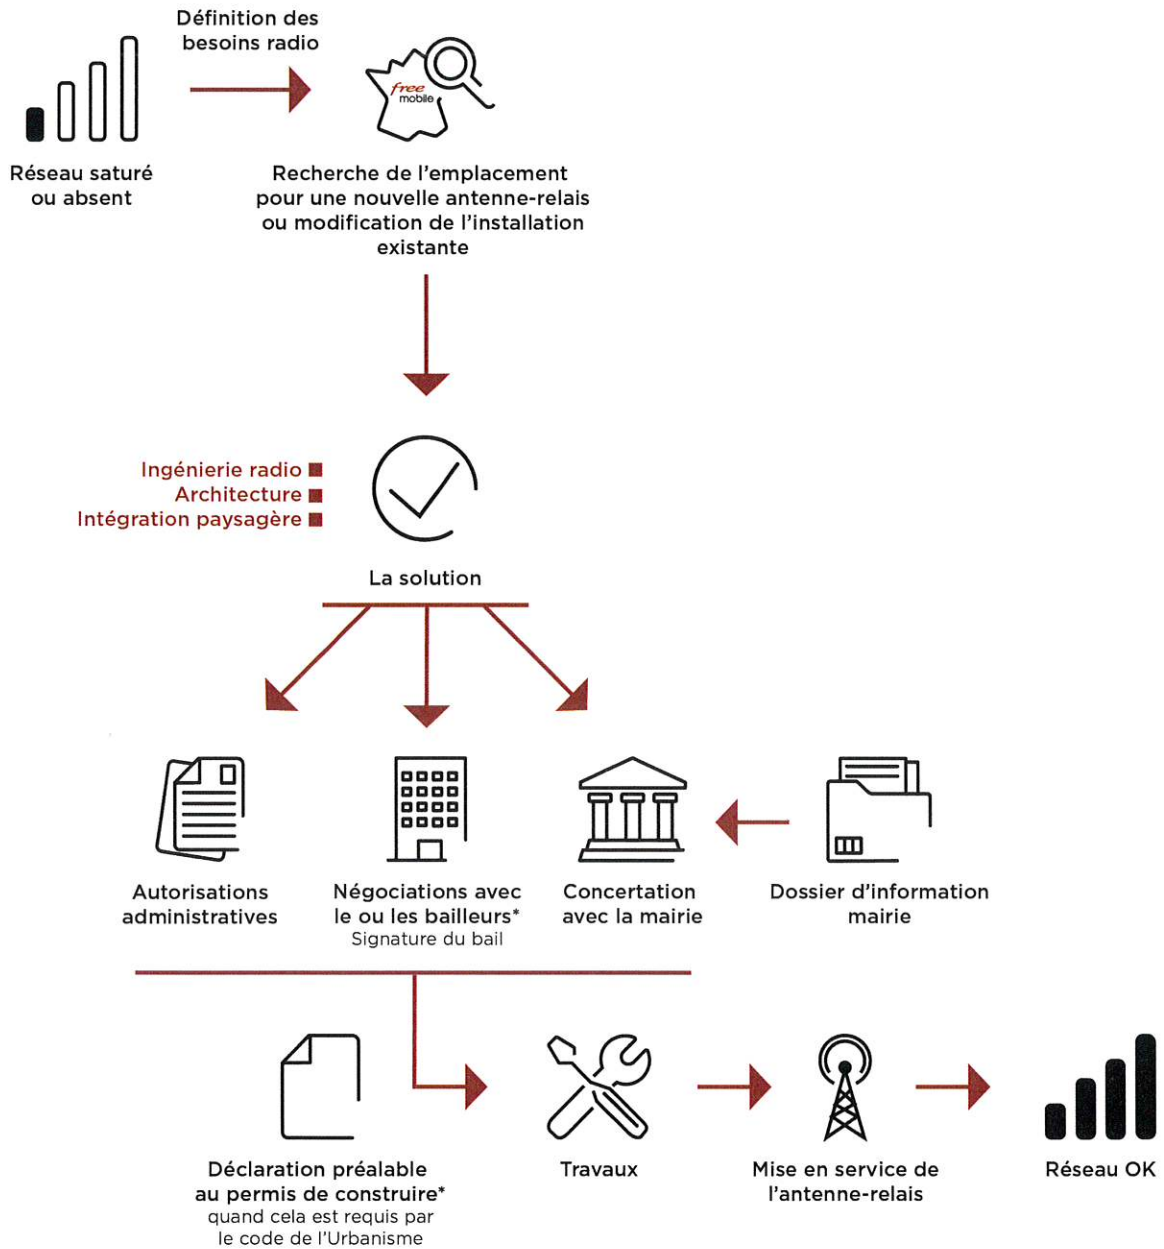 Définition des
besoins radio
free
mobile
Réseau saturé
ou absent
Recherche de l'emplacement
pour une nouvelle antenne-relais
ou modification de l'installation
existante
Ingénierie radio
Architecture
Intégration paysagère
La solution
Autorisations
administratives
Négociations avec
le ou les bailleurs*
Signature du bail
Concertation
avec la mairie
Dossier d'information
mairie
Déclaration préalable
au permis de construire*
quand cela est requis par
le code de l'Urbanisme
Travaux
Mise en service de
l'antenne-relais
Réseau OK